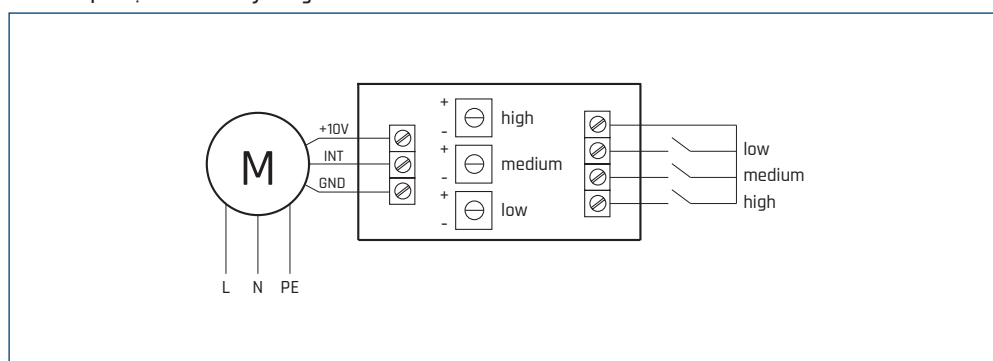 +10V
INT
GND
M
L N PE
+
-
high
+
-
medium
+
-
low
low
medium
high